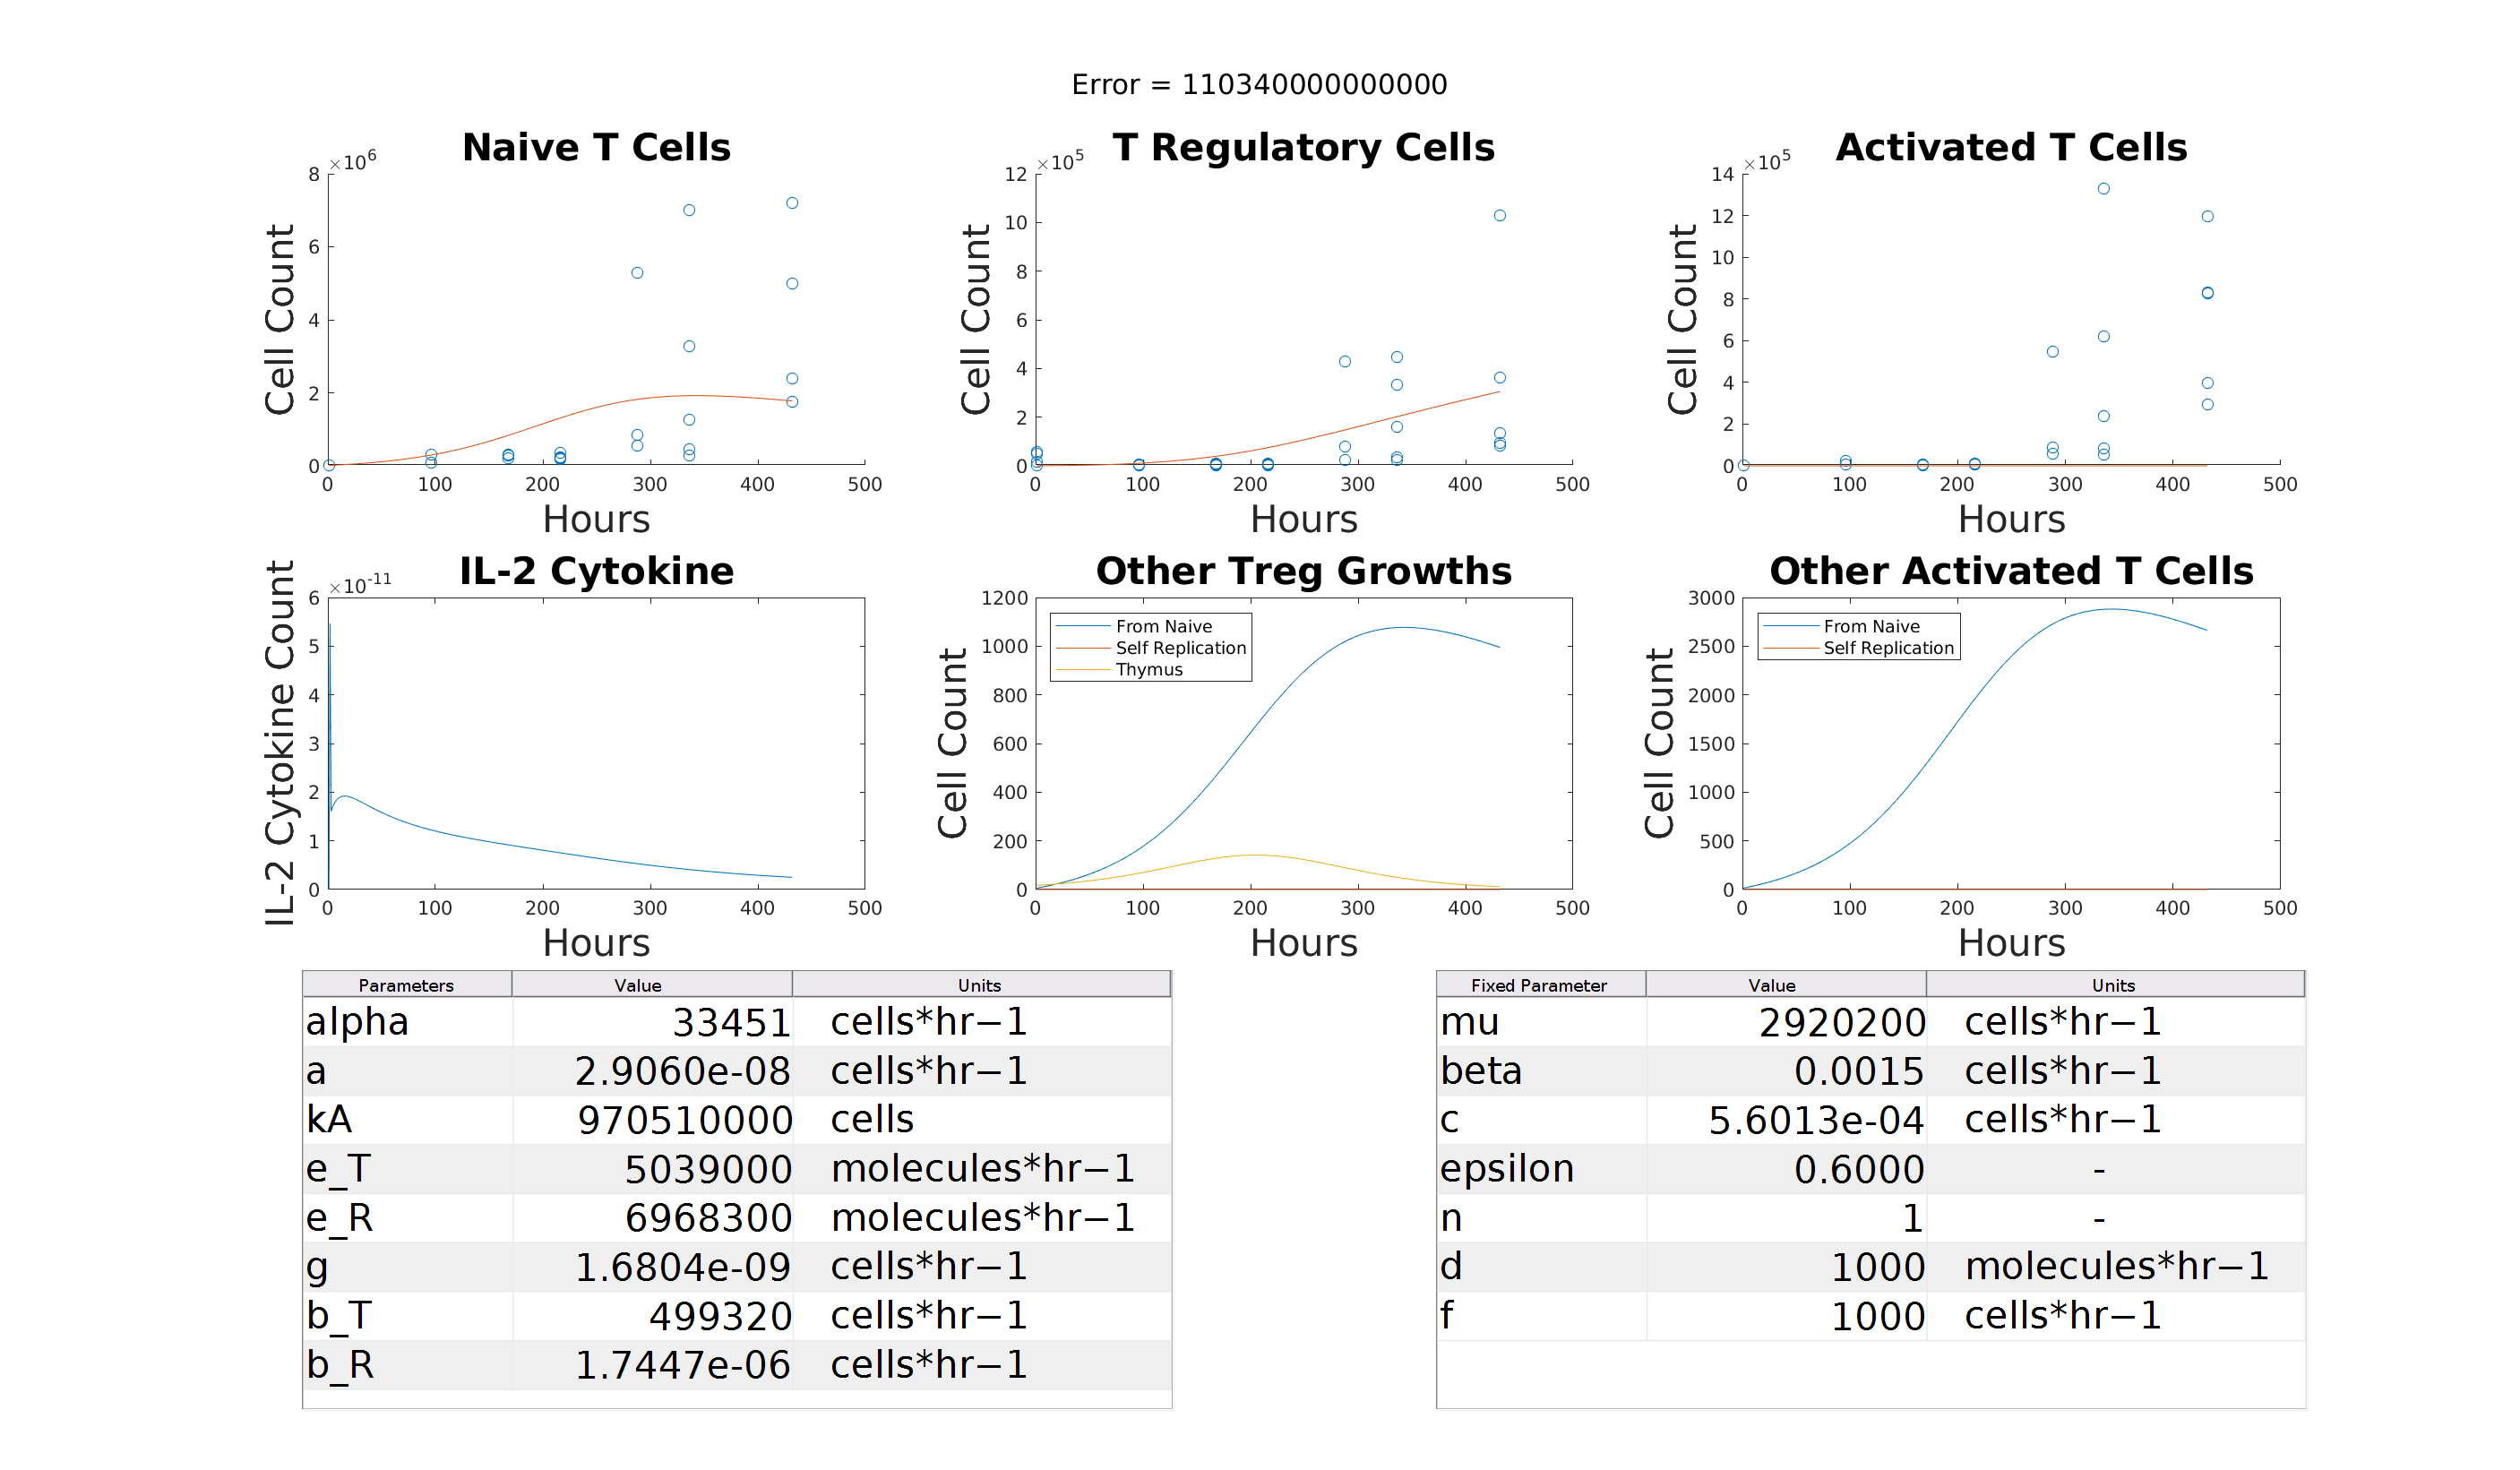 Error = 110340000000000
Naive T Cells
×10^6
8
6
4
2
0
0 100 200 300 400 500
Cell Count
Hours
T Regulatory Cells
×10^5
12
10
8
6
4
2
0
0 100 200 300 400 500
Cell Count
Hours
Activated T Cells
×10^5
14
12
10
8
6
4
2
0
0 100 200 300 400 500
Cell Count
Hours
IL-2 Cytokine
×10^-11
6
5
4
3
2
1
0
0 100 200 300 400 500
IL-2 Cytokine Count
Hours
Other Treg Growths
1200
1000
800
600
400
200
0
0 100 200 300 400 500
From Naive
Self Replication
Thymus
Cell Count
Hours
Other Activated T Cells
3000
2500
2000
1500
1000
500
0
0 100 200 300 400 500
From Naive
Self Replication
Cell Count
Hours
Parameters Value Units
alpha 33451 cells*hr−1
a 2.9060e-08 cells*hr−1
kA 970510000 cells
e_T 5039000 molecules*hr−1
e_R 6968300 molecules*hr−1
g 1.6804e-09 cells*hr−1
b_T 499320 cells*hr−1
b_R 1.7447e-06 cells*hr−1
Fixed Parameter Value Units
mu 2920200 cells*hr−1
beta 0.0015 cells*hr−1
c 5.6013e-04 cells*hr−1
epsilon 0.6000 -
n 1 -
d 1000 molecules*hr−1
f 1000 cells*hr−1